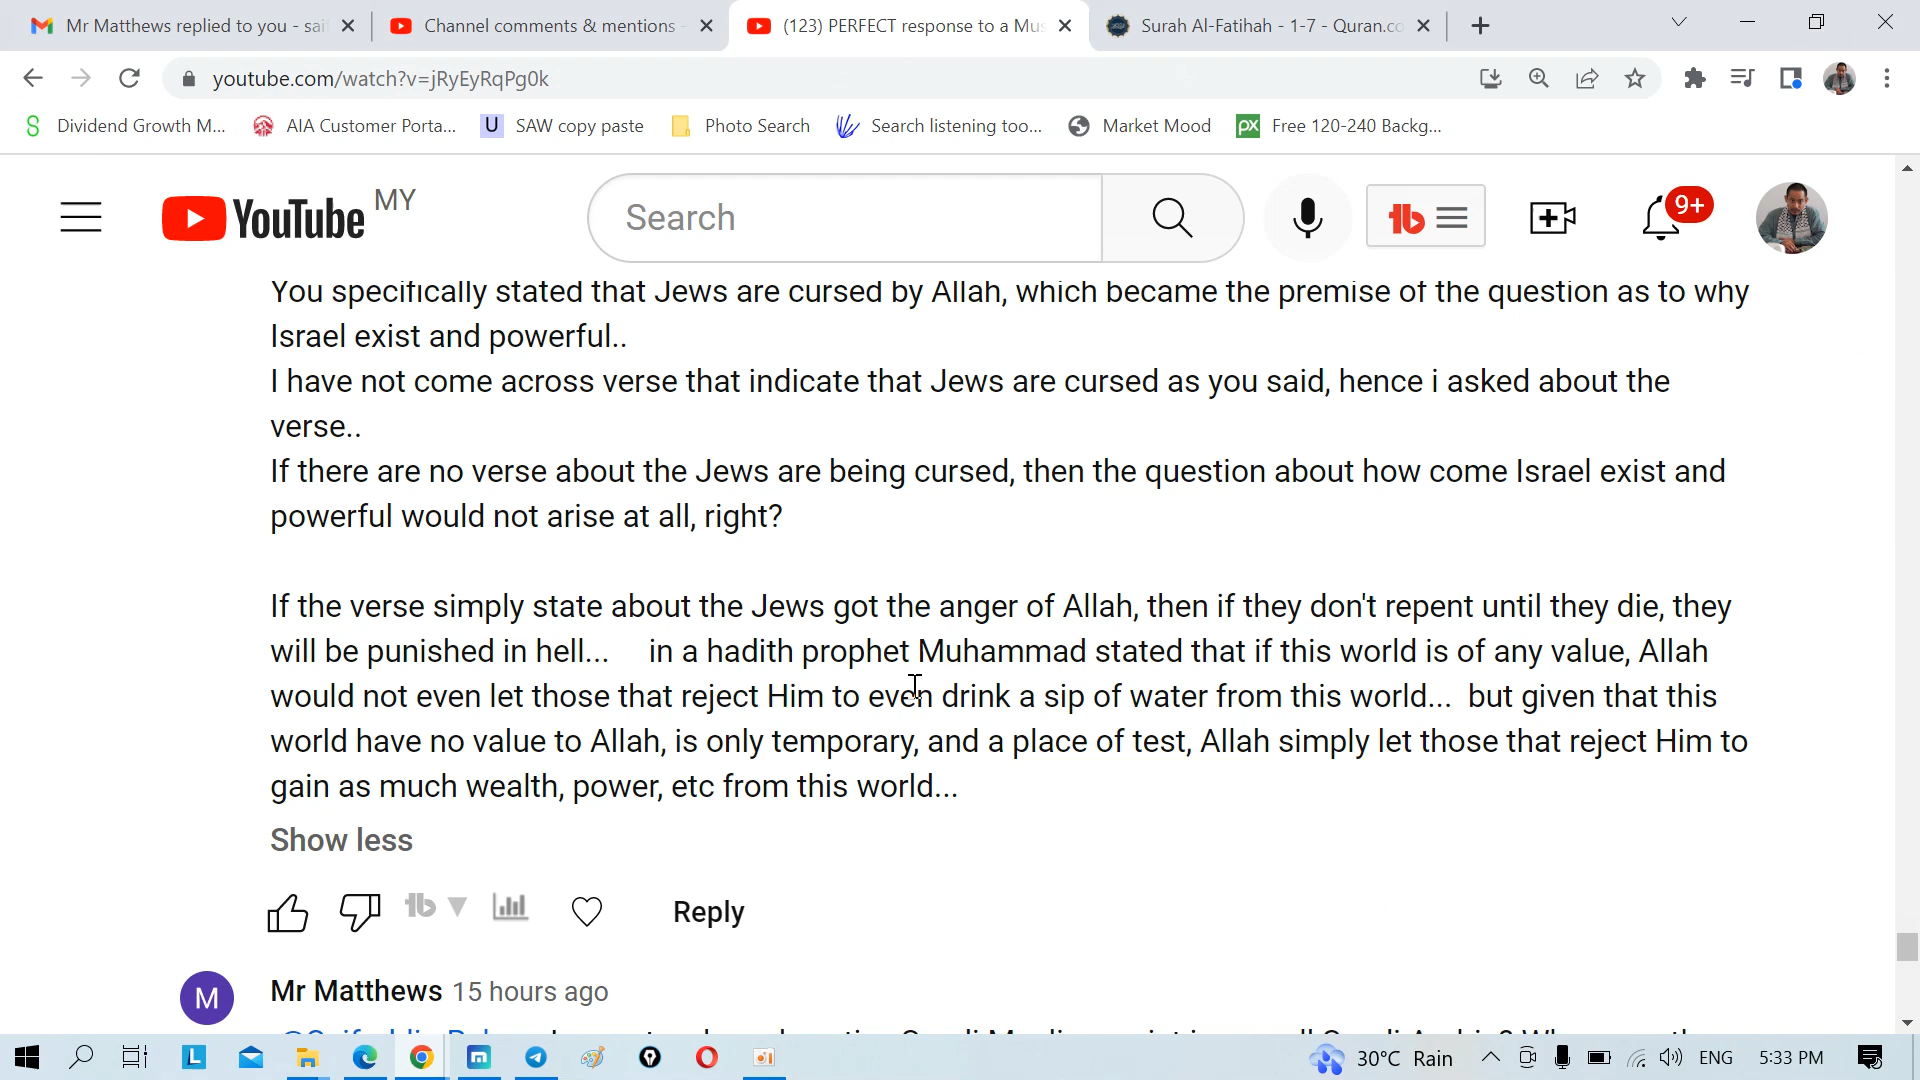 Mr Matthews replied to you - sai
Channel comments & mentions -
(123) PERFECT response to a Mus
Surah Al-Fatihah - 1-7 - Quran.co
youtube.com/watch?v=jRyEyRqPg0k
Dividend Growth M...
AIA Customer Porta...
U SAW copy paste
Photo Search
Search listening too...
Market Mood
px Free 120-240 Backg...
YouTube MY
Search
9+
You specifically stated that Jews are cursed by Allah, which became the premise of the question as to why
Israel exist and powerful..
I have not come across verse that indicate that Jews are cursed as you said, hence i asked about the
verse..
If there are no verse about the Jews are being cursed, then the question about how come Israel exist and
powerful would not arise at all, right?
If the verse simply state about the Jews got the anger of Allah, then if they don't repent until they die, they
will be punished in hell... in a hadith prophet Muhammad stated that if this world is of any value, Allah
would not even let those that reject Him to even drink a sip of water from this world... but given that this
world have no value to Allah, is only temporary, and a place of test, Allah simply let those that reject Him to
gain as much wealth, power, etc from this world...
Show less
Reply
M
Mr Matthews 15 hours ago
30°C Rain
ENG
5:33 PM